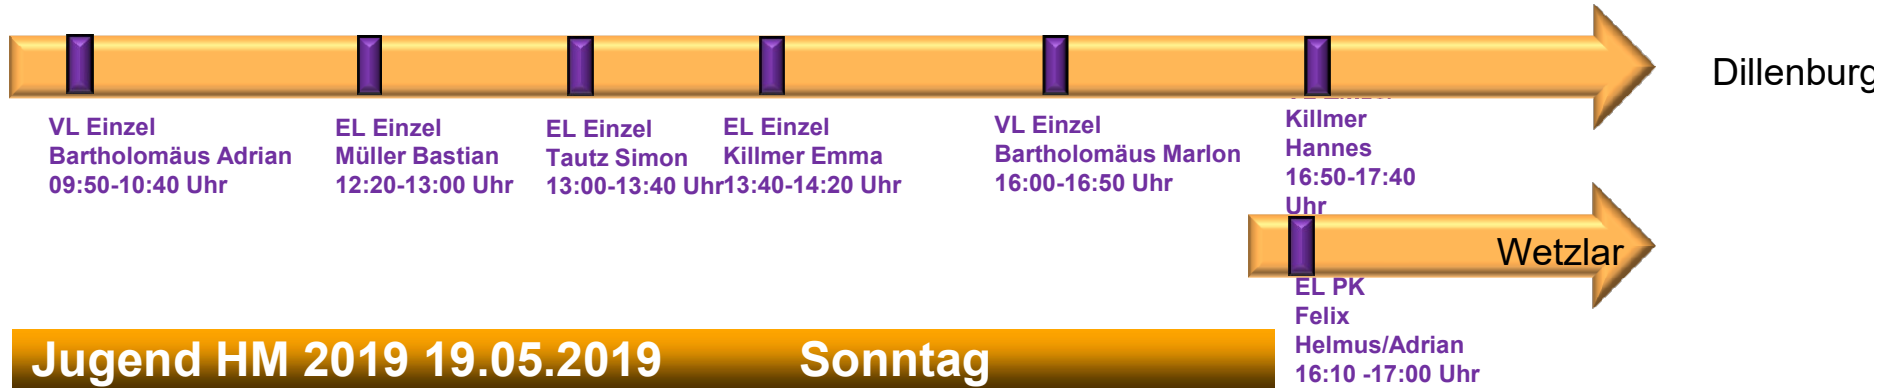 Dillenburg
VL Einzel
Bartholomäus Adrian
09:50-10:40 Uhr
EL Einzel
Müller Bastian
12:20-13:00 Uhr
EL Einzel
Tautz Simon
13:00-13:40 Uhr
EL Einzel
Killmer Emma
13:40-14:20 Uhr
VL Einzel
Bartholomäus Marlon
16:00-16:50 Uhr
Killmer
Hannes
16:50-17:40
Uhr
Wetzlar
EL PK
Felix
Helmus/Adrian
16:10 -17:00 Uhr
Jugend HM 2019 19.05.2019 Sonntag